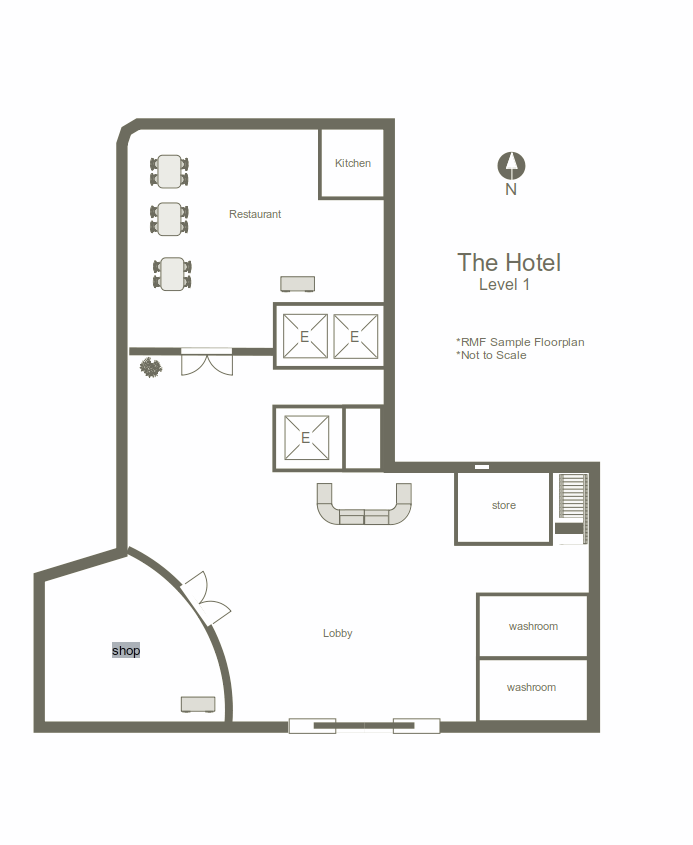 Kitchen
N
Restaurant
The Hotel
Level 1
E
E
*RMF Sample Floorplan
*Not to Scale
E
store
washroom
Lobby
shop
washroom